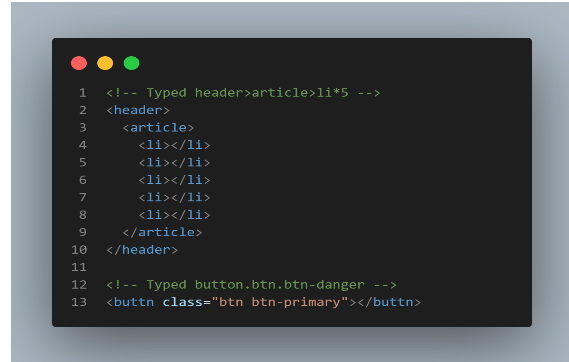 1 <!-- Typed header>article>li*5 -->
2 <header>
3   <article>
4     <li></li>
5     <li></li>
6     <li></li>
7     <li></li>
8     <li></li>
9   </article>
10 </header>
11
12 <!-- Typed button.btn.btn-danger -->
13 <buttn class="btn btn-primary"></buttn>